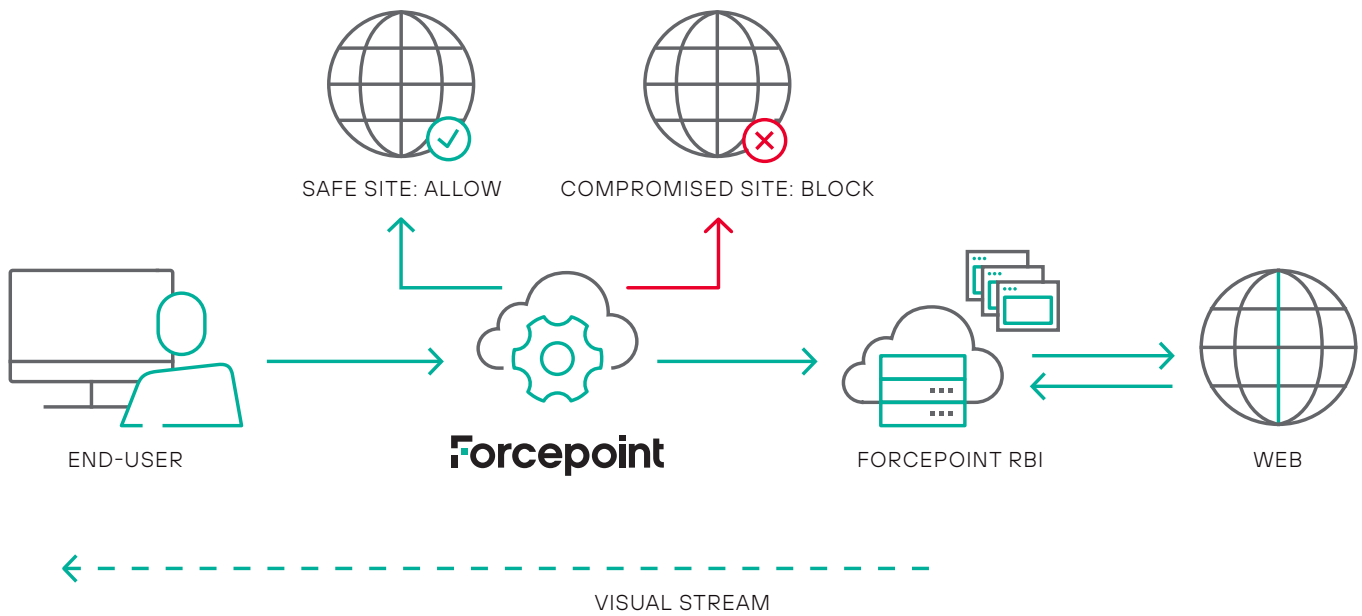 SAFE SITE: ALLOW
COMPROMISED SITE: BLOCK
END-USER
Forcepoint
FORCEPOINT RBI
WEB
VISUAL STREAM